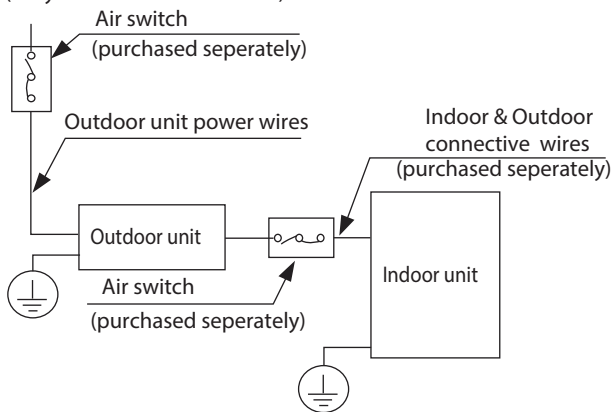 Air switch
(purchased seperately)
Outdoor unit power wires
Indoor & Outdoor
connective wires
(purchased seperately)
Outdoor unit
Indoor unit
Air switch
(purchased seperately)